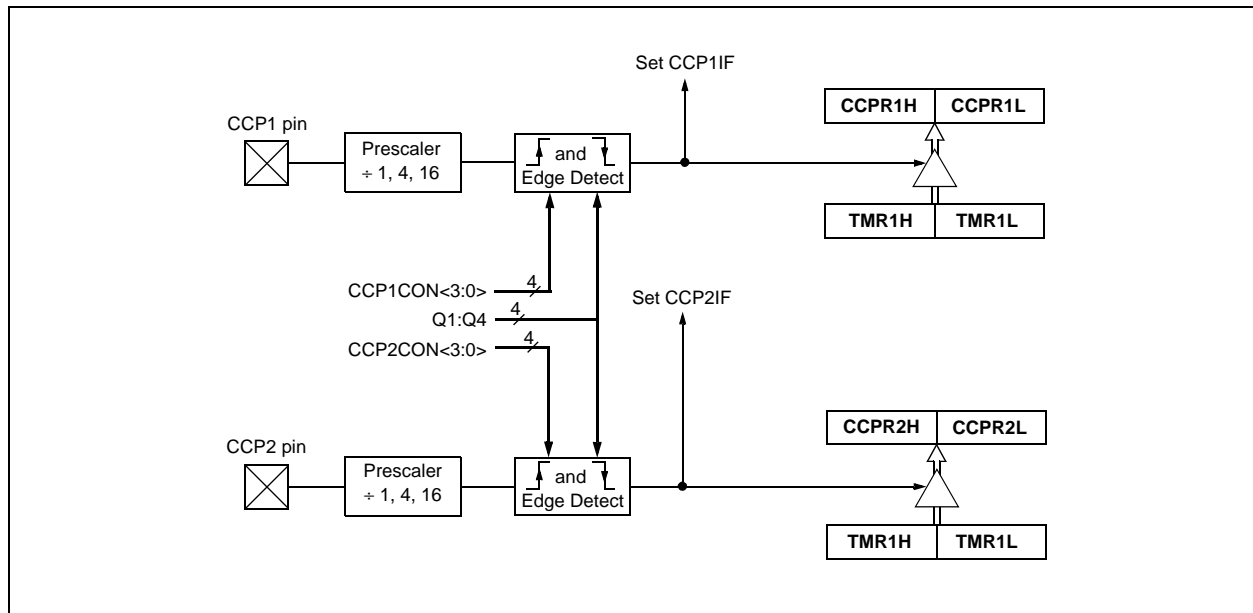 Set CCP1IF
CCPR1H CCPR1L
CCP1 pin
Prescaler
÷ 1, 4, 16
and
Edge Detect
TMR1H TMR1L
CCP1CON<3:0> 4
Q1:Q4 4
CCP2CON<3:0> 4
Set CCP2IF
CCPR2H CCPR2L
CCP2 pin
Prescaler
÷ 1, 4, 16
and
Edge Detect
TMR1H TMR1L